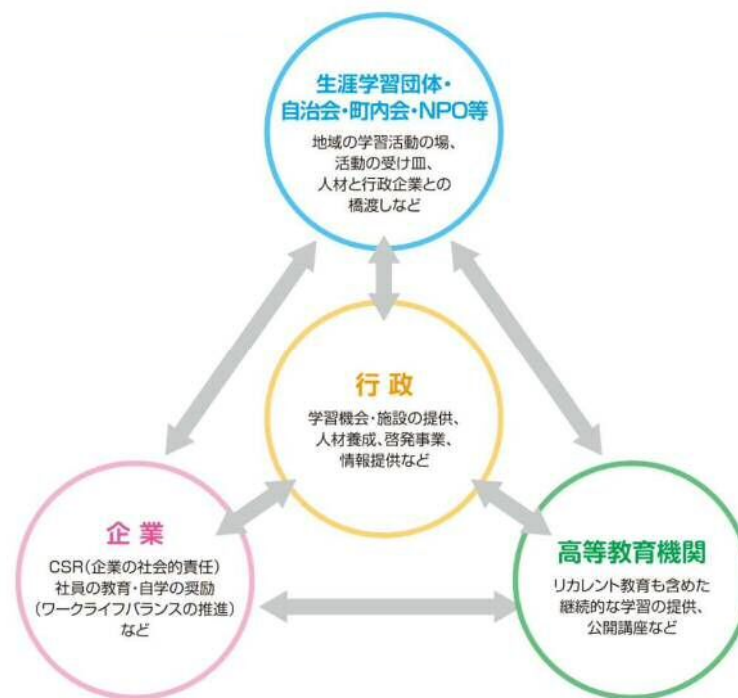 生涯学習団体・
自治会・町内会・NPO等
地域の学習活動の場、
活動の受け皿、
人材と行政企業との
橋渡しなど
行政
学習機会・施設の提供、
人材養成、啓発事業、
情報提供など
企業
CSR(企業の社会的責任)
社員の教育・自学の奨励
(ワークライフバランスの推進)
など
高等教育機関
リカレント教育も含めた
継続的な学習の提供、
公開講座など